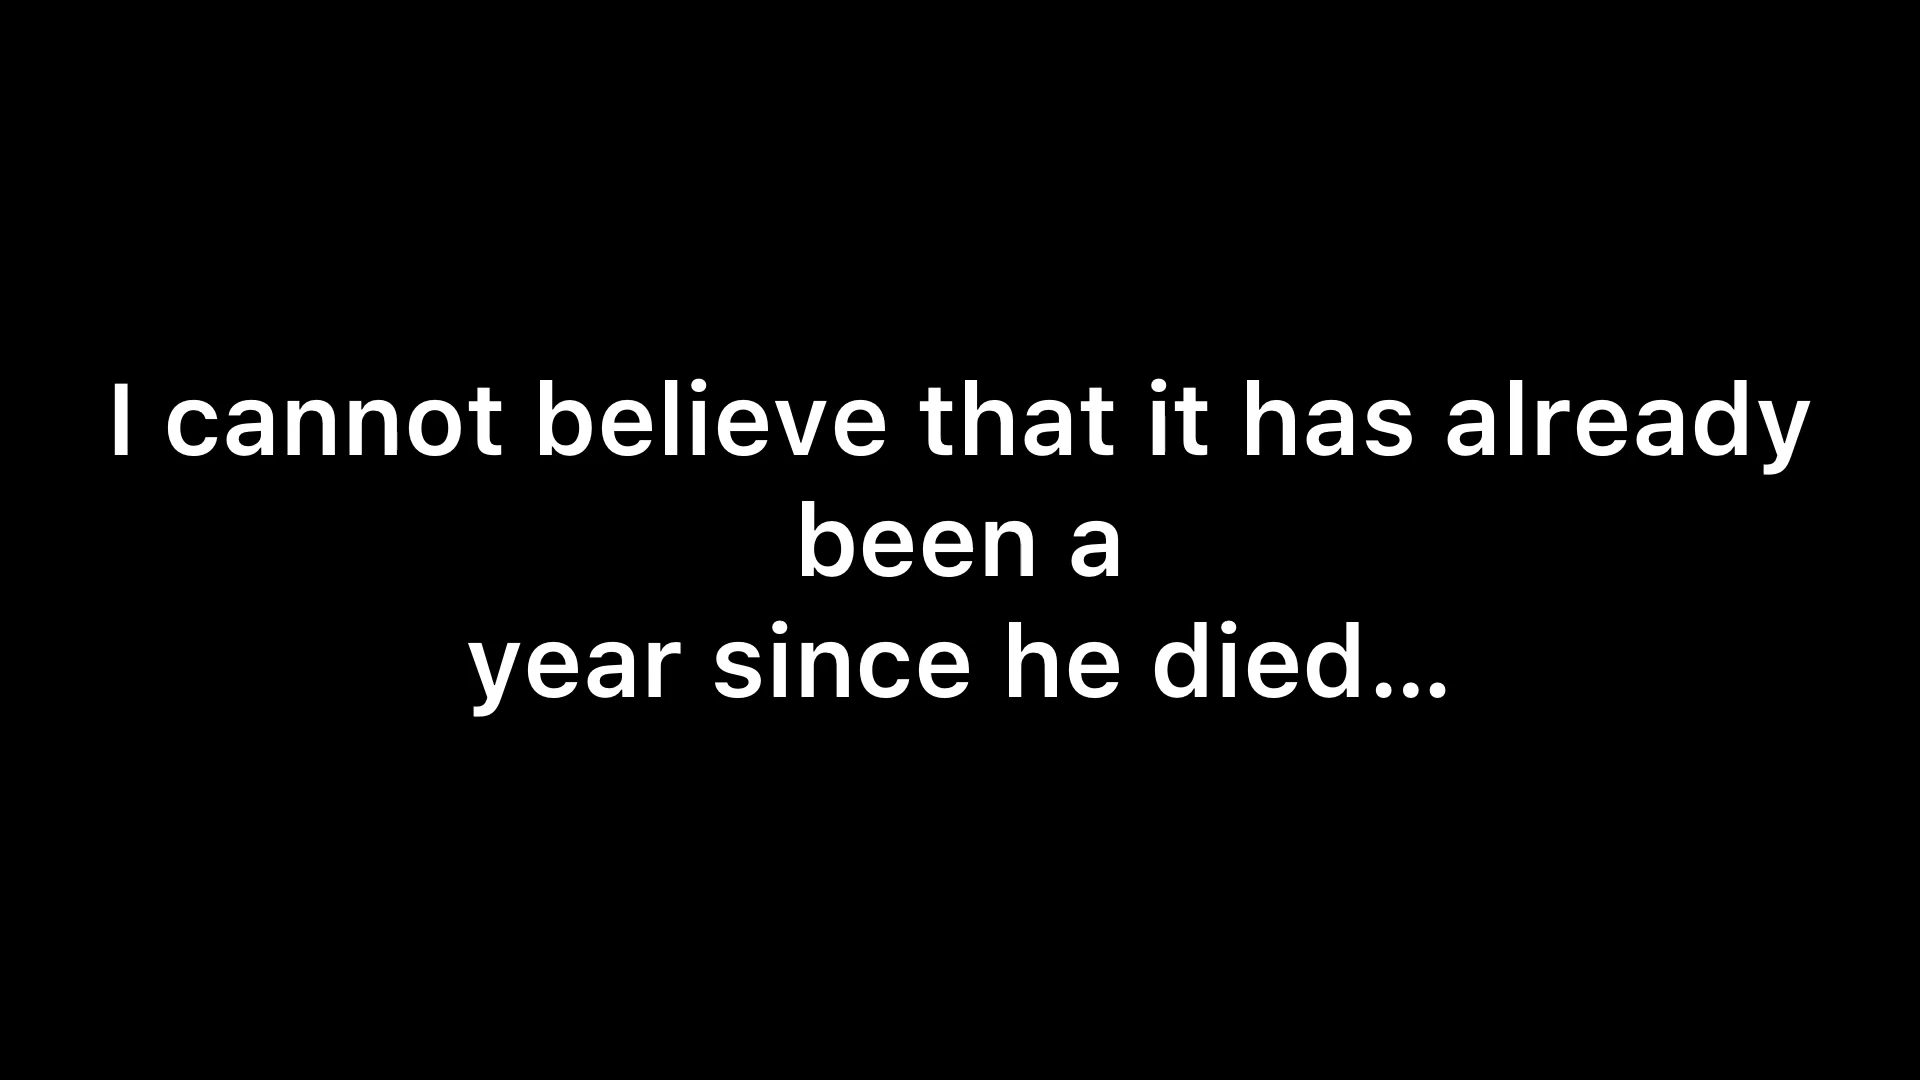 I cannot believe that it has already
been a
year since he died...